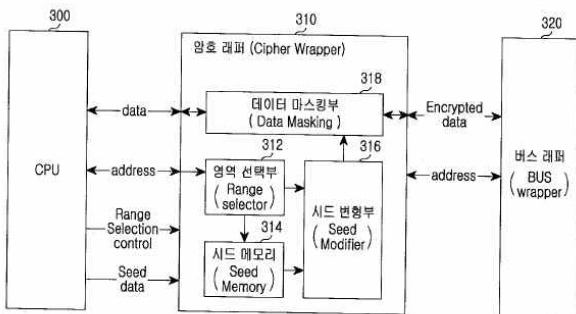 300
310
320
암호 래퍼 (Cipher Wrapper)
318
data
데이터 마스킹부
(Data Masking)
Encrypted
data
312
316
CPU
address
영역 선택부
(Range
selector)
address
버스 래퍼
(BUS
wrapper)
Range
Selection
control
314
시드 변형부
(Seed
Modifier)
Seed
data
시드 메모리
(Seed
Memory)